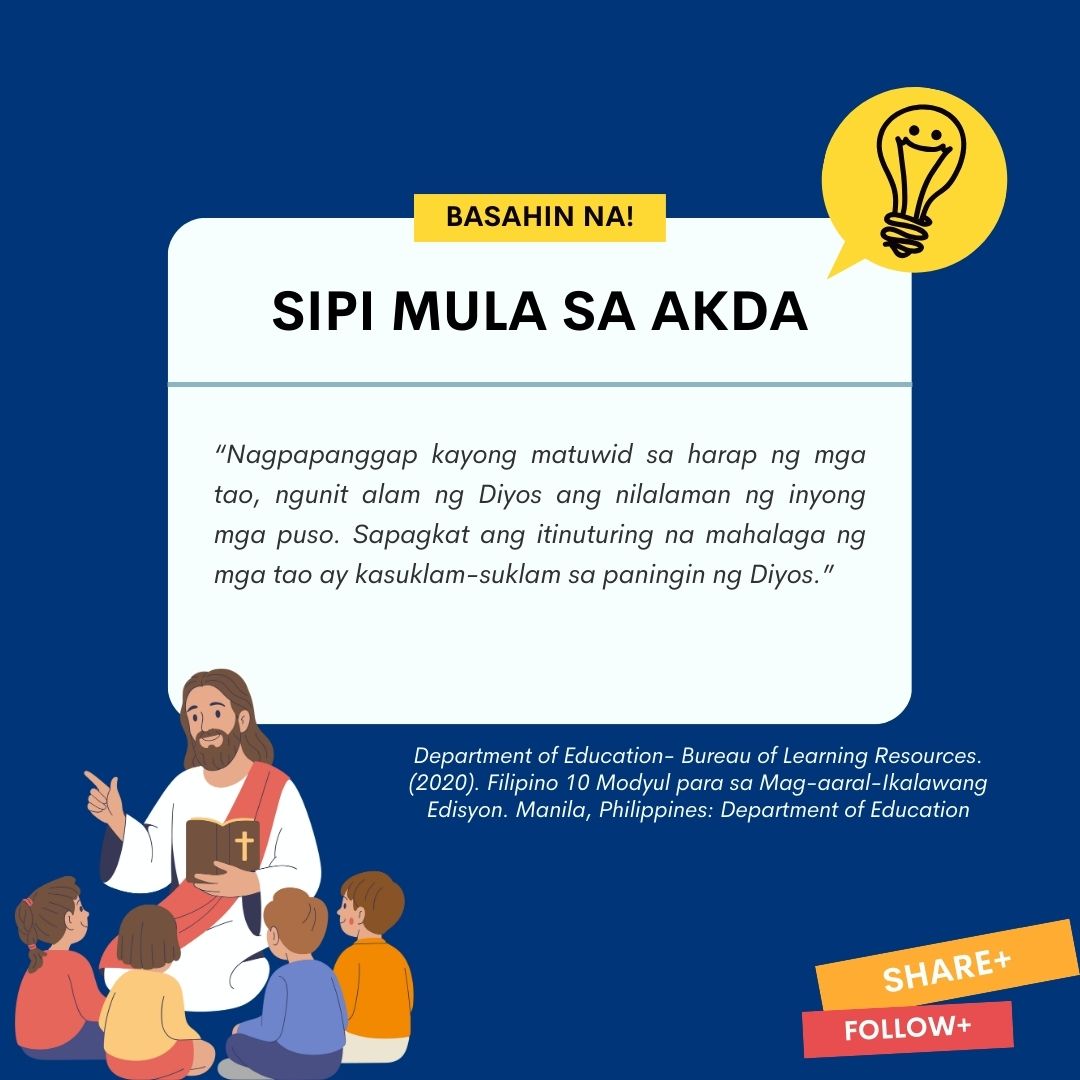 BASAHIN NA!
SIPI MULA SA AKDA
“Nagpapanggap kayong matuwid sa harap ng mga
tao, ngunit alam ng Diyos ang nilalaman ng inyong
mga puso. Sapagkat ang itinuturing na mahalaga ng
mga tao ay kasuklam-suklam sa paningin ng Diyos.”
Department of Education- Bureau of Learning Resources.
(2020). Filipino 10 Modyul para sa Mag-aaral-Ikalawang
Edisyon. Manila, Philippines: Department of Education
SHARE+
FOLLOW+